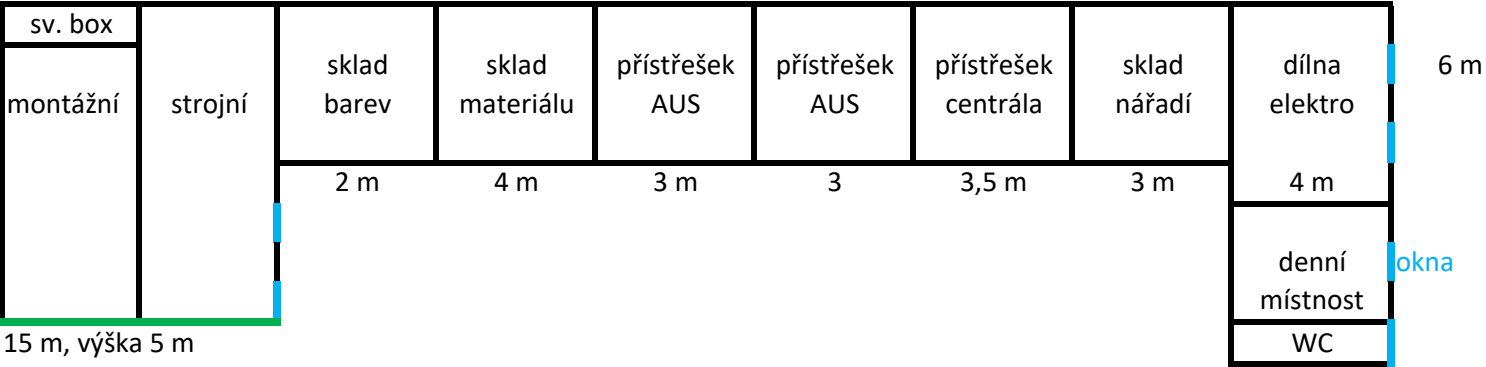 sv. box
montážní
strojní
sklad
barev
sklad
materiálu
přístřešek
AUS
přístřešek
AUS
přístřešek
centrála
sklad
nářadí
dílna
elektro
6 m
2 m
4 m
3 m
3
3,5 m
3 m
4 m
denní
místnost
okna
WC
15 m, výška 5 m